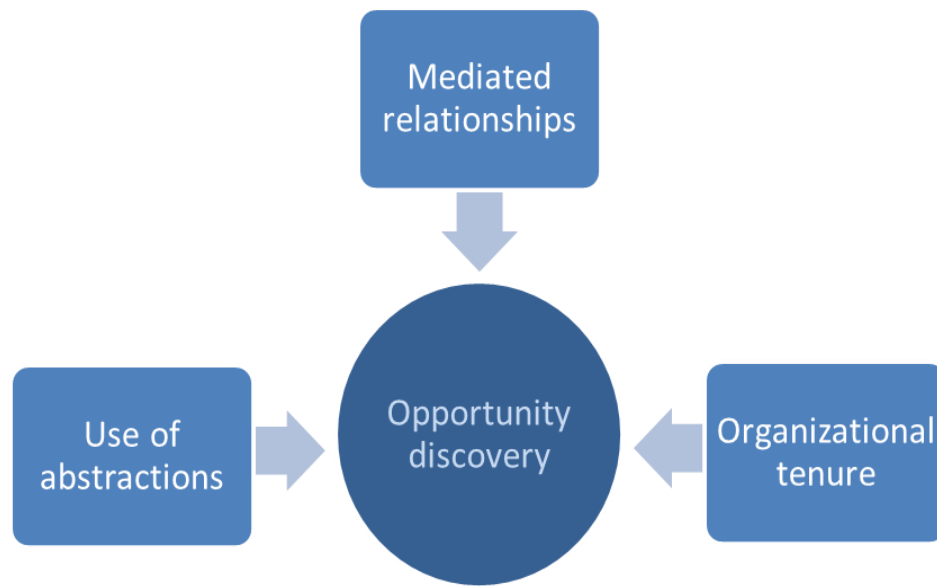 Mediated
relationships
Use of
abstractions
Opportunity
discovery
Organizational
tenure